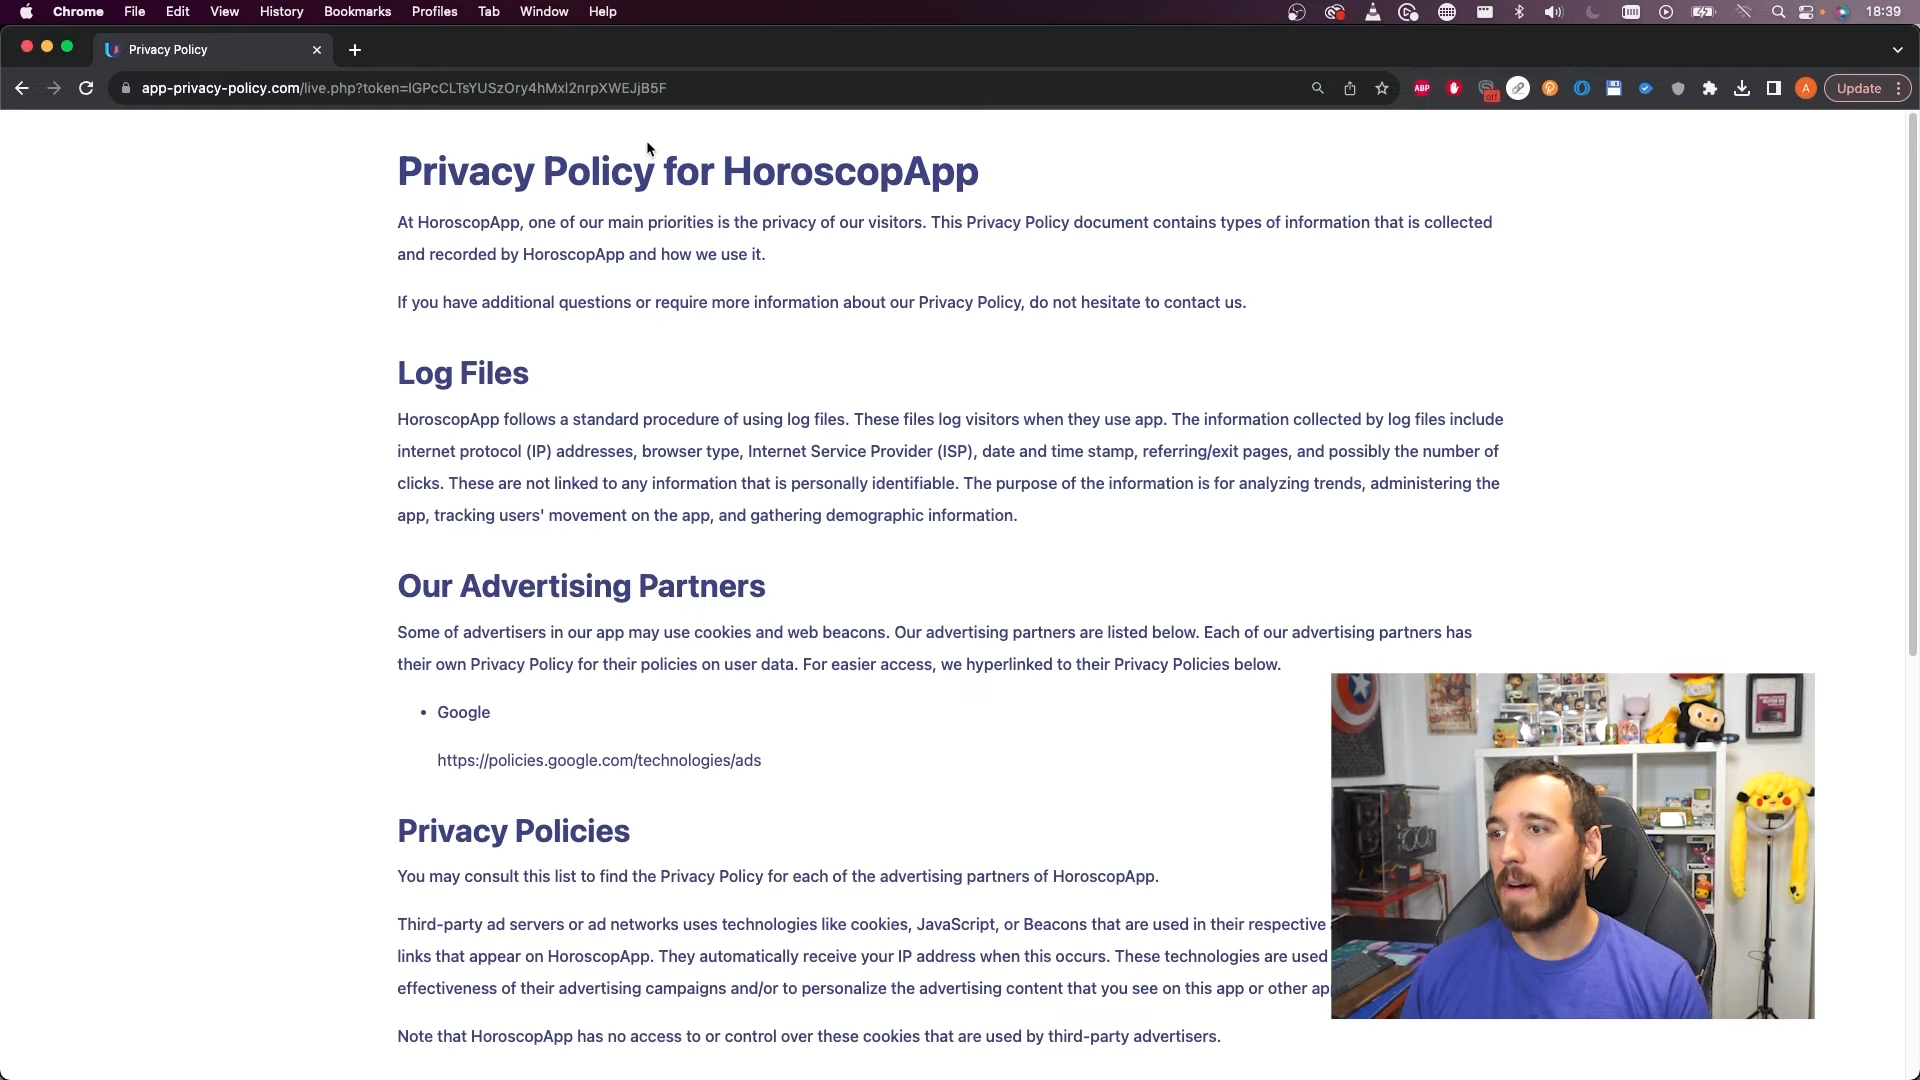 Chrome File Edit View History Bookmarks Profiles Tab Window Help 18:39
Privacy Policy
app-privacy-policy.com/live.php?token=lGPcCLTsYUSzOry4hMxl2nrpXWEJjB5F ABP off A Update
Privacy Policy for HoroscopApp
At HoroscopApp, one of our main priorities is the privacy of our visitors. This Privacy Policy document contains types of information that is collected
and recorded by HoroscopApp and how we use it.
If you have additional questions or require more information about our Privacy Policy, do not hesitate to contact us.
Log Files
HoroscopApp follows a standard procedure of using log files. These files log visitors when they use app. The information collected by log files include
internet protocol (IP) addresses, browser type, Internet Service Provider (ISP), date and time stamp, referring/exit pages, and possibly the number of
clicks. These are not linked to any information that is personally identifiable. The purpose of the information is for analyzing trends, administering the
app, tracking users' movement on the app, and gathering demographic information.
Our Advertising Partners
Some of advertisers in our app may use cookies and web beacons. Our advertising partners are listed below. Each of our advertising partners has
their own Privacy Policy for their policies on user data. For easier access, we hyperlinked to their Privacy Policies below.
• Google
https://policies.google.com/technologies/ads
Privacy Policies
You may consult this list to find the Privacy Policy for each of the advertising partners of HoroscopApp.
Third-party ad servers or ad networks uses technologies like cookies, JavaScript, or Beacons that are used in their respective
links that appear on HoroscopApp. They automatically receive your IP address when this occurs. These technologies are used
effectiveness of their advertising campaigns and/or to personalize the advertising content that you see on this app or other
Note that HoroscopApp has no access to or control over these cookies that are used by third-party advertisers.